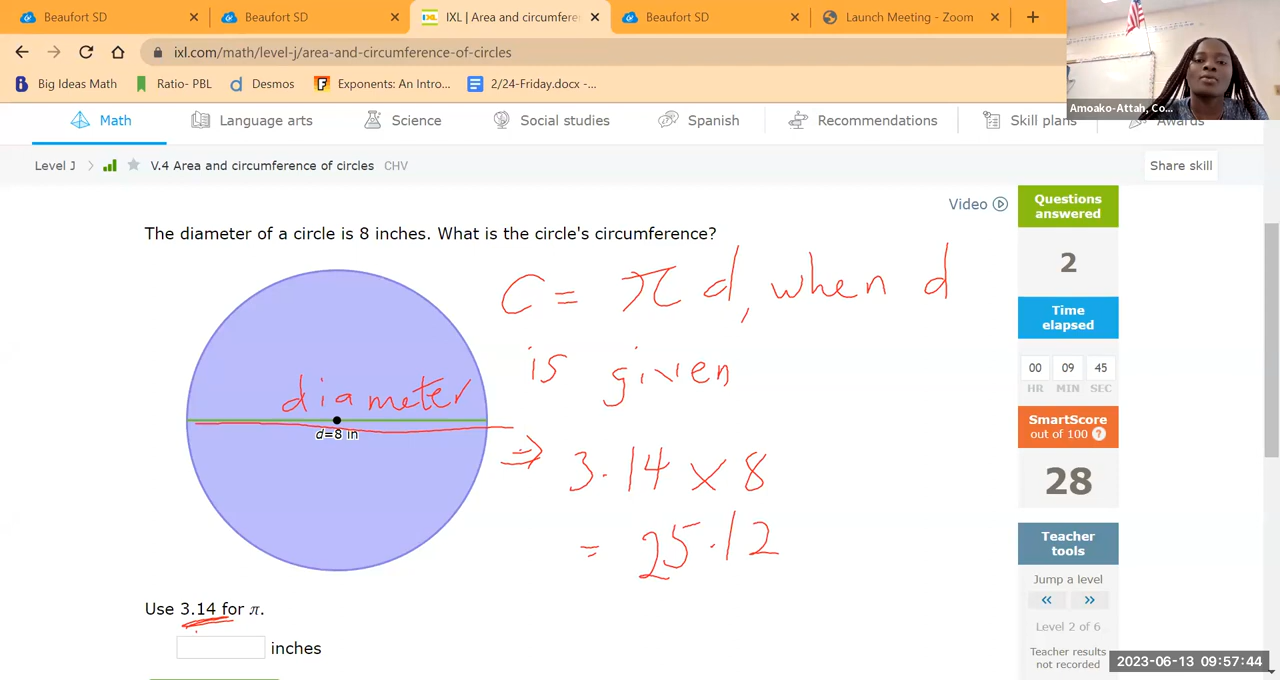 Beaufort SD
Beaufort SD
IXL | Area and circumferen
Beaufort SD
Launch Meeting - Zoom
ixl.com/math/level-j/area-and-circumference-of-circles
Big Ideas Math
Ratio- PBL
Desmos
Exponents: An Intro...
2/24-Friday.docx -...
Amoako-Attah, Co...
Math
Language arts
Science
Social studies
Spanish
Recommendations
Skill plans
Awards
Level J
V.4 Area and circumference of circles
CHV
Share skill
Video
The diameter of a circle is 8 inches. What is the circle's circumference?
C = π d, when d
is given
diameter
d=8 in
⇒ 3.14 × 8
= 25.12
Use 3.14 for π.
inches
Questions
answered
2
Time
elapsed
00 09 45
HR MIN SEC
SmartScore
out of 100 ?
28
Teacher
tools
Jump a level
Level 2 of 6
Teacher results
not recorded
2023-06-13 09:57:44